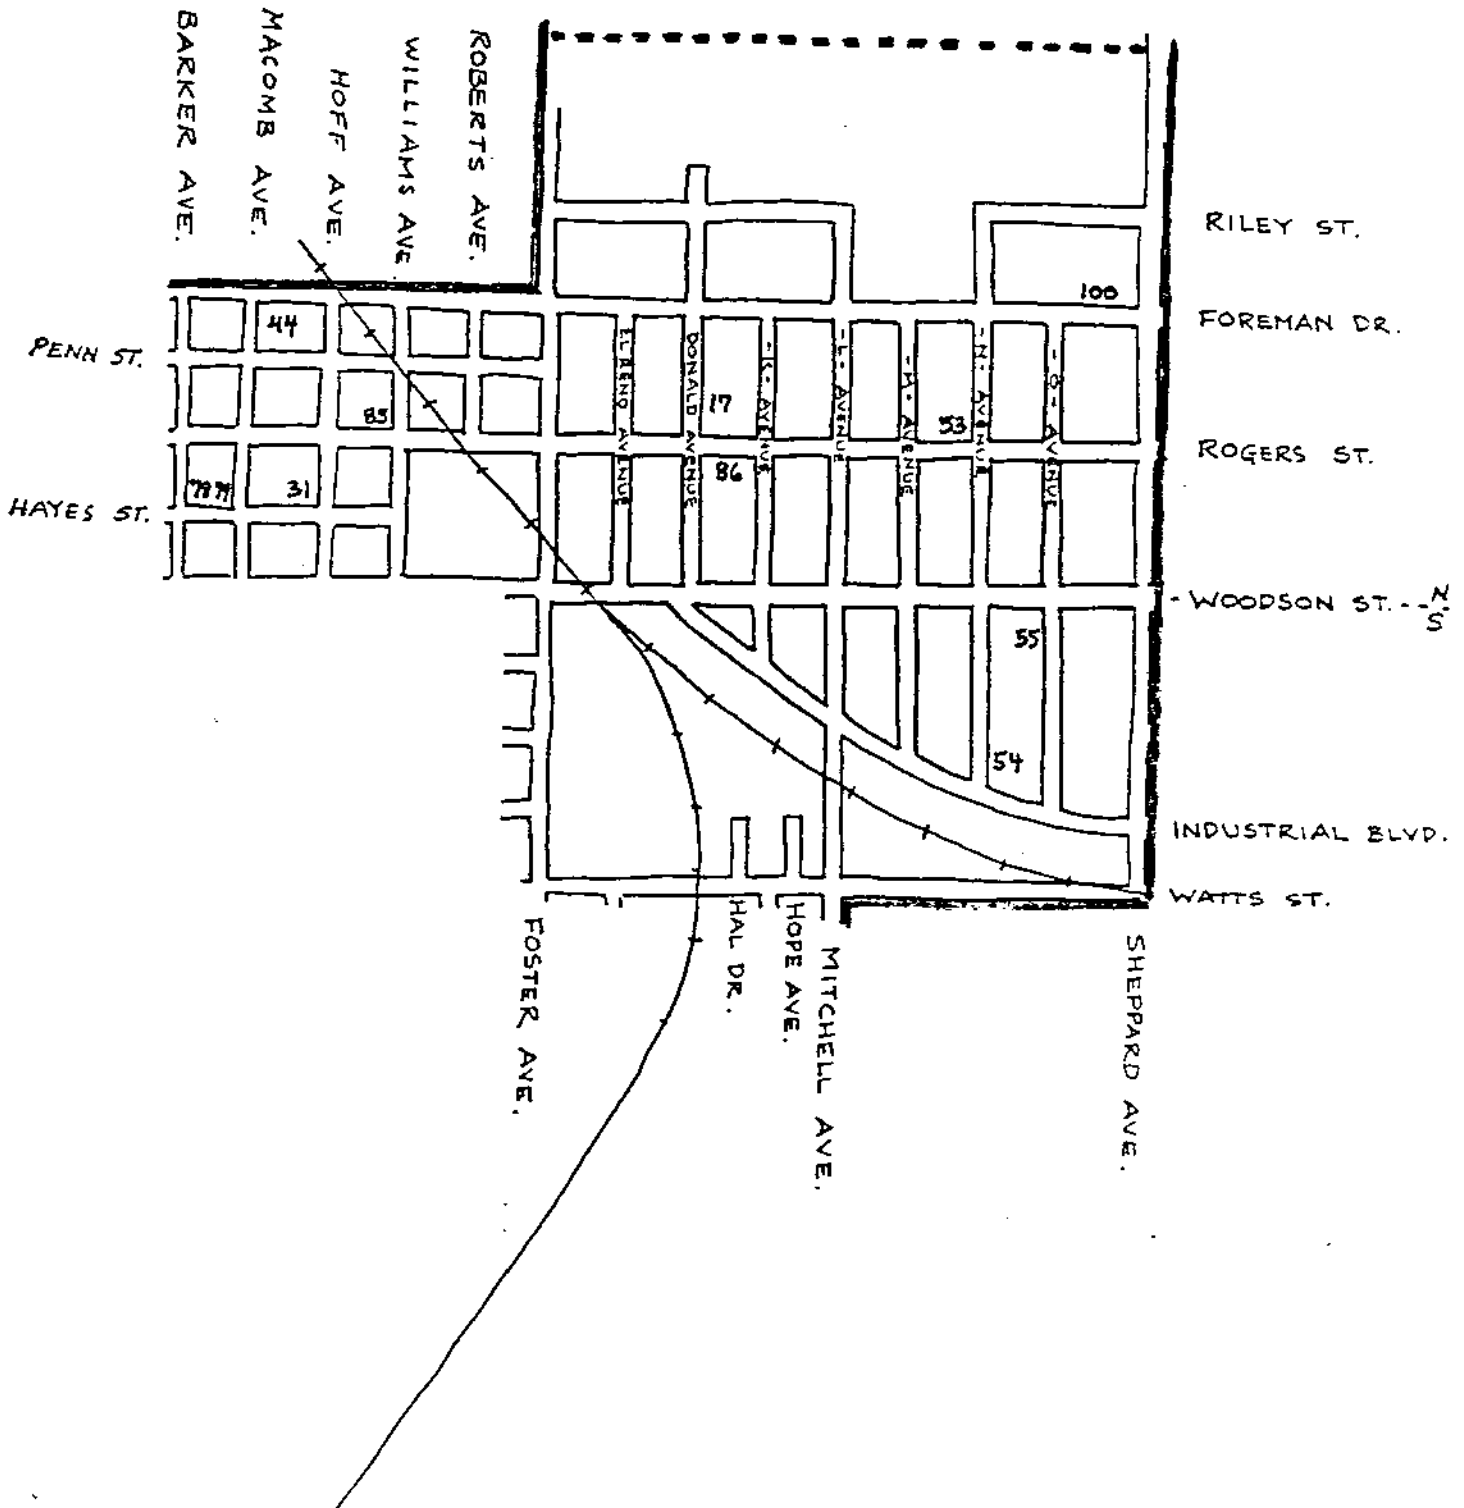 BARKER AVE.
MACOMB AVE.
HOFF AVE.
WILLIAMS AVE.
ROBERTS AVE.
RILEY ST.
100
FOREMAN DR.
44
PENN ST.
ELRENO AVENUE
DONALD AVENUE
-K- AVENUE
-L- AVENUE
-M- AVENUE
-N- AVENUE
-O- AVENUE
85
17
53
ROGERS ST.
86
31
HAYES ST.
- WOODSON ST. -- N
S
55
54
INDUSTRIAL BLVD.
WATTS ST.
FOSTER AVE.
HAL DR.
HOPE AVE.
MITCHELL AVE.
SHEPPARD AVE.